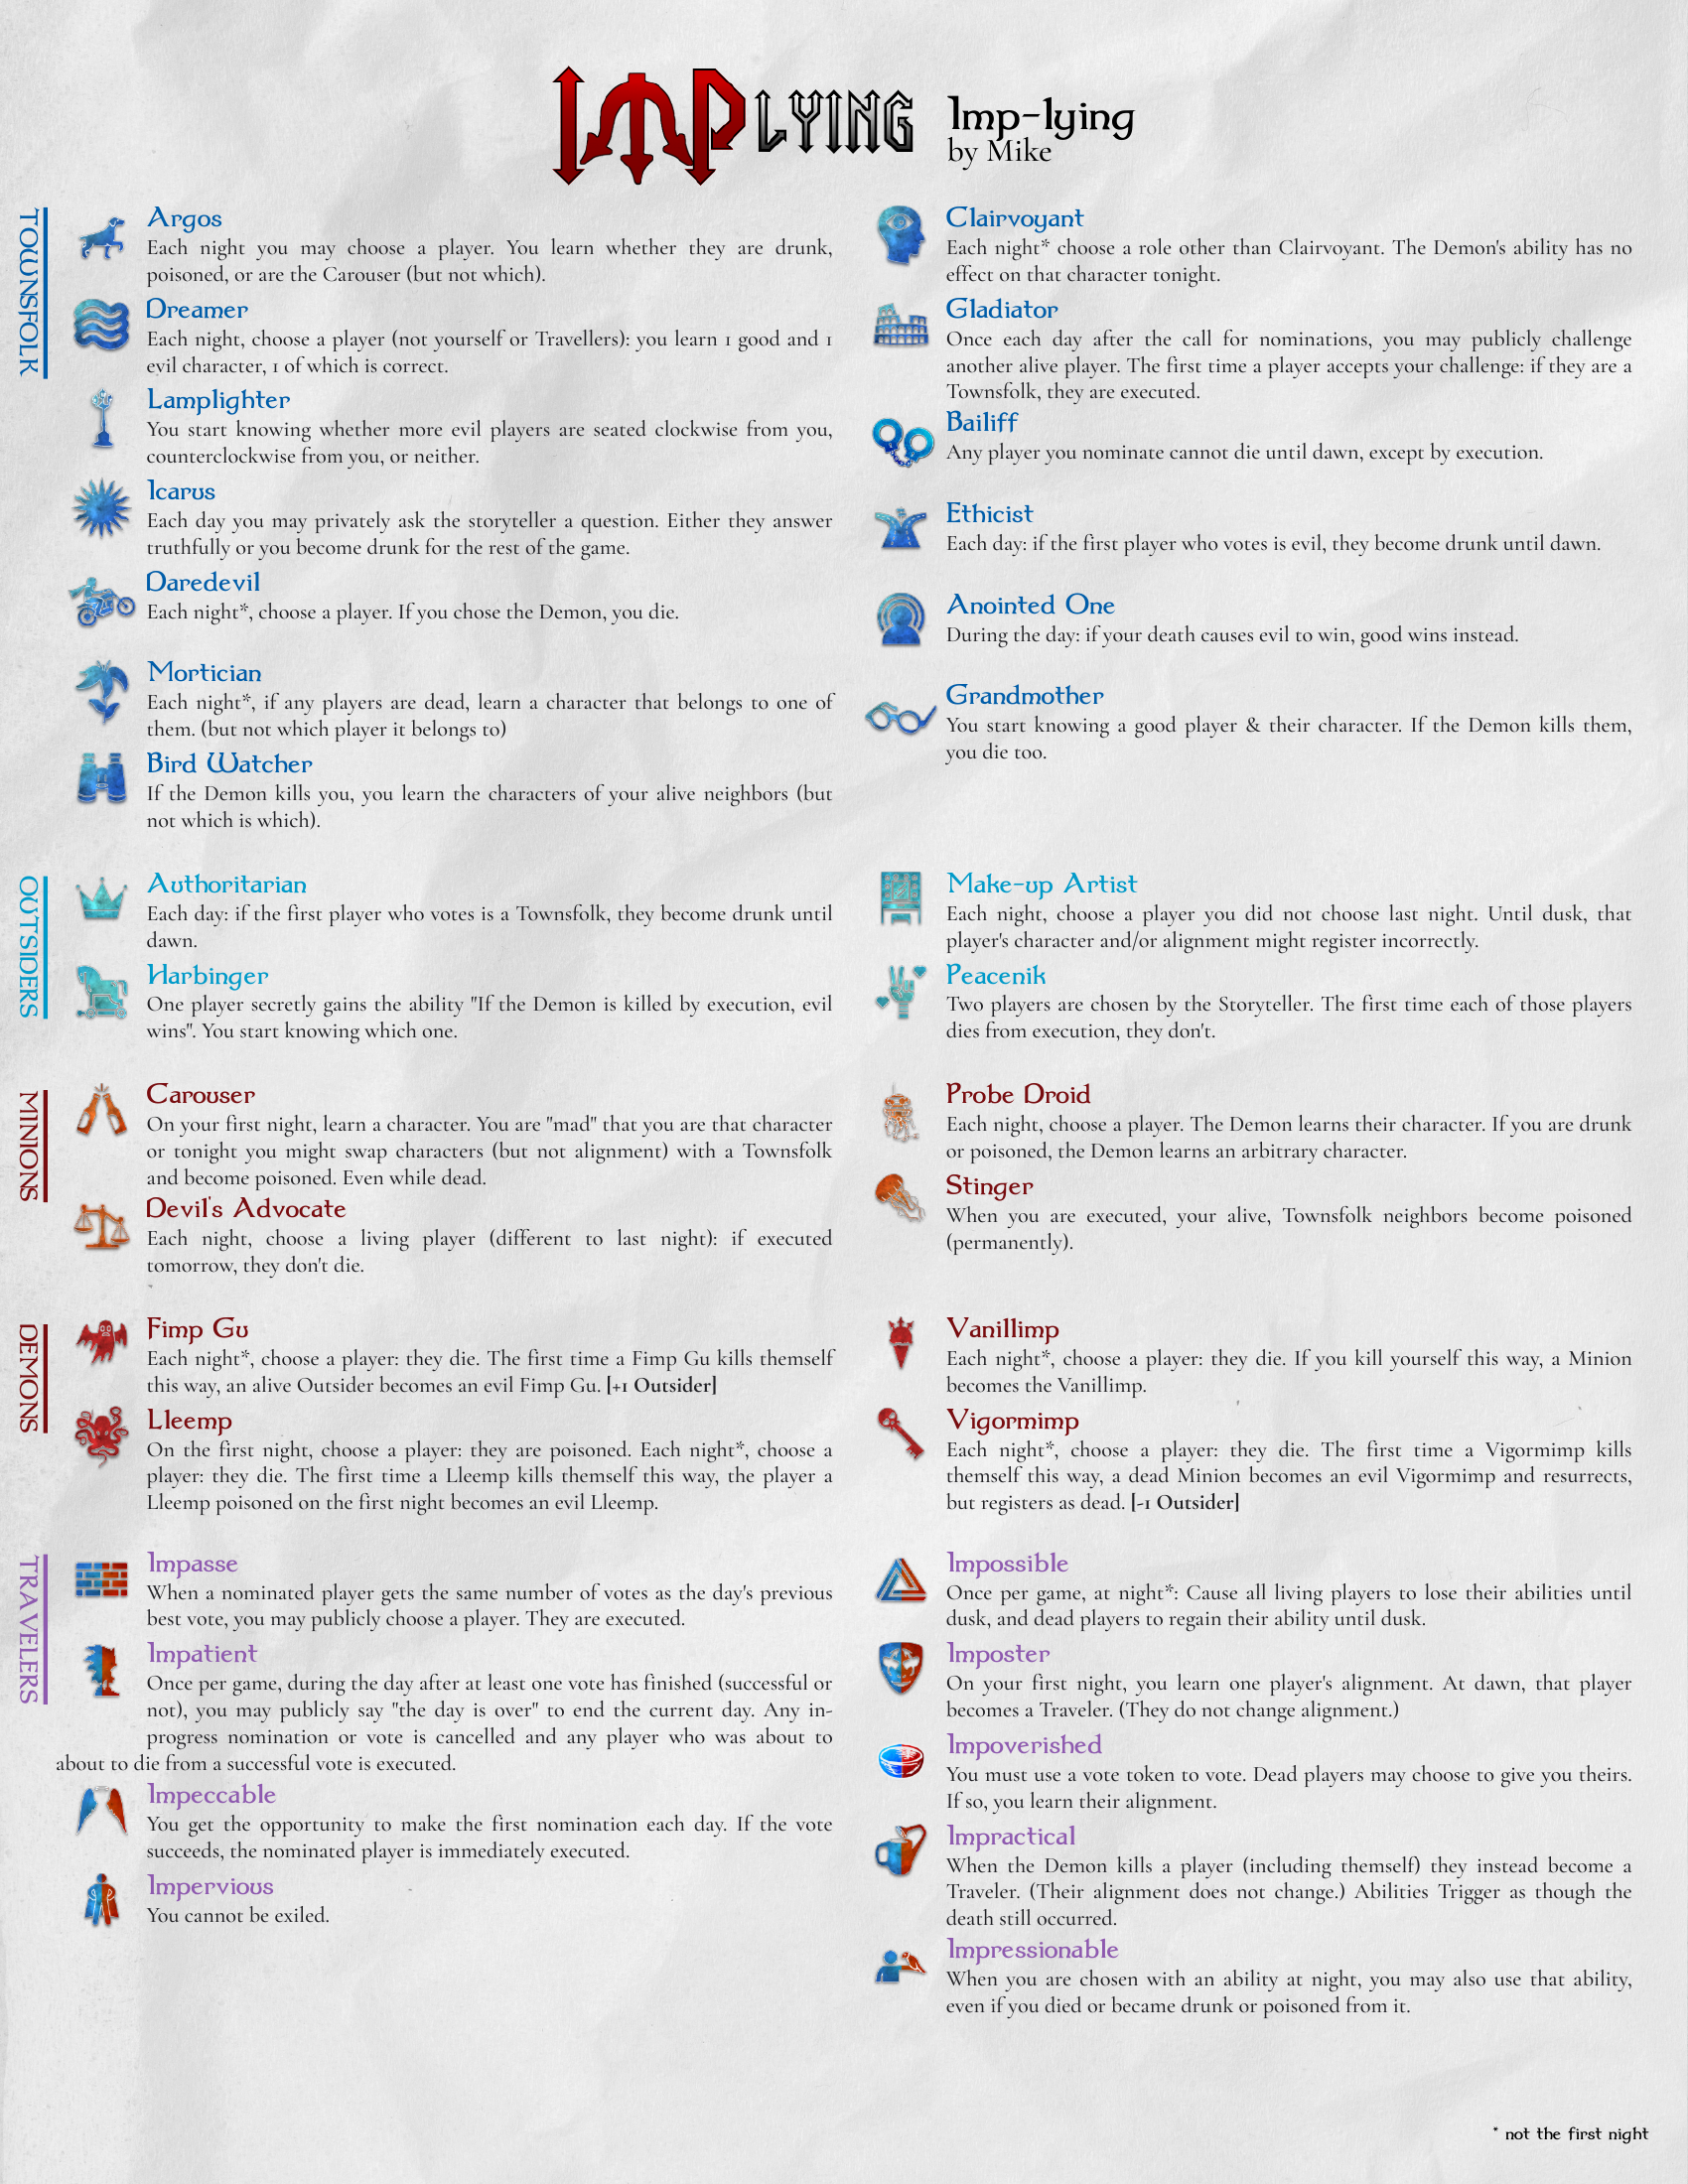 IMPLYING
Imp-lying
by Mike
TOWNSFOLK
Argos
Each night you may choose a player. You learn whether they are drunk,
poisoned, or are the Carouser (but not which).
Dreamer
Each night, choose a player (not yourself or Travellers): you learn 1 good and 1
evil character, 1 of which is correct.
Lamplighter
You start knowing whether more evil players are seated clockwise from you,
counterclockwise from you, or neither.
Icarus
Each day you may privately ask the storyteller a question. Either they answer
truthfully or you become drunk for the rest of the game.
Daredevil
Each night*, choose a player. If you chose the Demon, you die.
Mortician
Each night*, if any players are dead, learn a character that belongs to one of
them. (but not which player it belongs to)
Bird Watcher
If the Demon kills you, you learn the characters of your alive neighbors (but
not which is which).
Clairvoyant
Each night* choose a role other than Clairvoyant. The Demon's ability has no
effect on that character tonight.
Gladiator
Once each day after the call for nominations, you may publicly challenge
another alive player. The first time a player accepts your challenge: if they are a
Townsfolk, they are executed.
Bailiff
Any player you nominate cannot die until dawn, except by execution.
Ethicist
Each day: if the first player who votes is evil, they become drunk until dawn.
Anointed One
During the day: if your death causes evil to win, good wins instead.
Grandmother
You start knowing a good player & their character. If the Demon kills them,
you die too.
OUTSIDERS
Authoritarian
Each day: if the first player who votes is a Townsfolk, they become drunk until
dawn.
Harbinger
One player secretly gains the ability "If the Demon is killed by execution, evil
wins". You start knowing which one.
Make-up Artist
Each night, choose a player you did not choose last night. Until dusk, that
player's character and/or alignment might register incorrectly.
Peacenik
Two players are chosen by the Storyteller. The first time each of those players
dies from execution, they don't.
MINIONS
Carouser
On your first night, learn a character. You are "mad" that you are that character
or tonight you might swap characters (but not alignment) with a Townsfolk
and become poisoned. Even while dead.
Devil's Advocate
Each night, choose a living player (different to last night): if executed
tomorrow, they don't die.
Probe Droid
Each night, choose a player. The Demon learns their character. If you are drunk
or poisoned, the Demon learns an arbitrary character.
Stinger
When you are executed, your alive, Townsfolk neighbors become poisoned
(permanently).
DEMONS
Fimp Gu
Each night*, choose a player: they die. The first time a Fimp Gu kills themself
this way, an alive Outsider becomes an evil Fimp Gu. [+1 Outsider]
Lleemp
On the first night, choose a player: they are poisoned. Each night*, choose a
player: they die. The first time a Lleemp kills themself this way, the player a
Lleemp poisoned on the first night becomes an evil Lleemp.
Vanillimp
Each night*, choose a player: they die. If you kill yourself this way, a Minion
becomes the Vanillimp.
Vigormimp
Each night*, choose a player: they die. The first time a Vigormimp kills
themself this way, a dead Minion becomes an evil Vigormimp and resurrects,
but registers as dead. [-1 Outsider]
TRAVELERS
Impasse
When a nominated player gets the same number of votes as the day's previous
best vote, you may publicly choose a player. They are executed.
Impatient
Once per game, during the day after at least one vote has finished (successful or
not), you may publicly say "the day is over" to end the current day. Any in-
progress nomination or vote is cancelled and any player who was about to
about to die from a successful vote is executed.
Impeccable
You get the opportunity to make the first nomination each day. If the vote
succeeds, the nominated player is immediately executed.
Impervious
You cannot be exiled.
Impossible
Once per game, at night*: Cause all living players to lose their abilities until
dusk, and dead players to regain their ability until dusk.
Imposter
On your first night, you learn one player's alignment. At dawn, that player
becomes a Traveler. (They do not change alignment.)
Impoverished
You must use a vote token to vote. Dead players may choose to give you theirs.
If so, you learn their alignment.
Impractical
When the Demon kills a player (including themself) they instead become a
Traveler. (Their alignment does not change.) Abilities Trigger as though the
death still occurred.
Impressionable
When you are chosen with an ability at night, you may also use that ability,
even if you died or became drunk or poisoned from it.
* not the first night